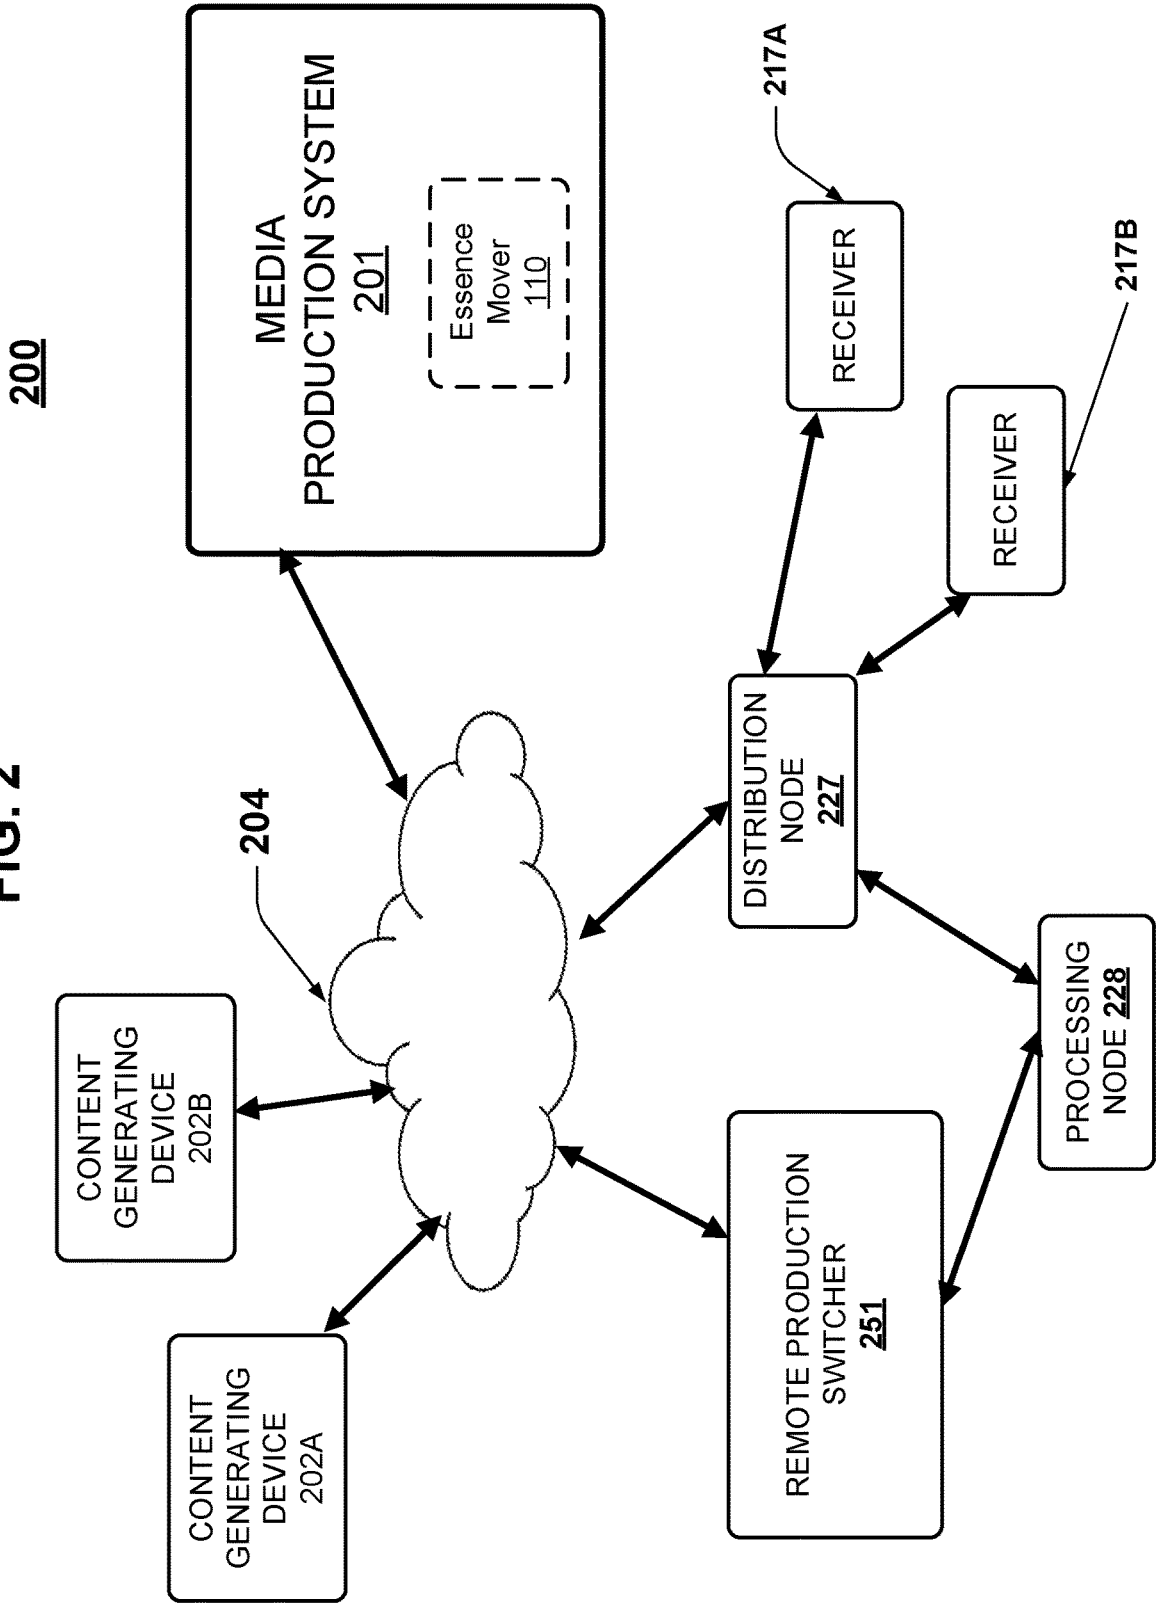 FIG. 2
200
CONTENT
GENERATING
DEVICE
202B
CONTENT
GENERATING
DEVICE
202A
204
MEDIA
PRODUCTION SYSTEM
201
Essence
Mover
110
REMOTE PRODUCTION
SWITCHER
251
DISTRIBUTION
NODE
227
RECEIVER
217A
RECEIVER
217B
PROCESSING
NODE 228